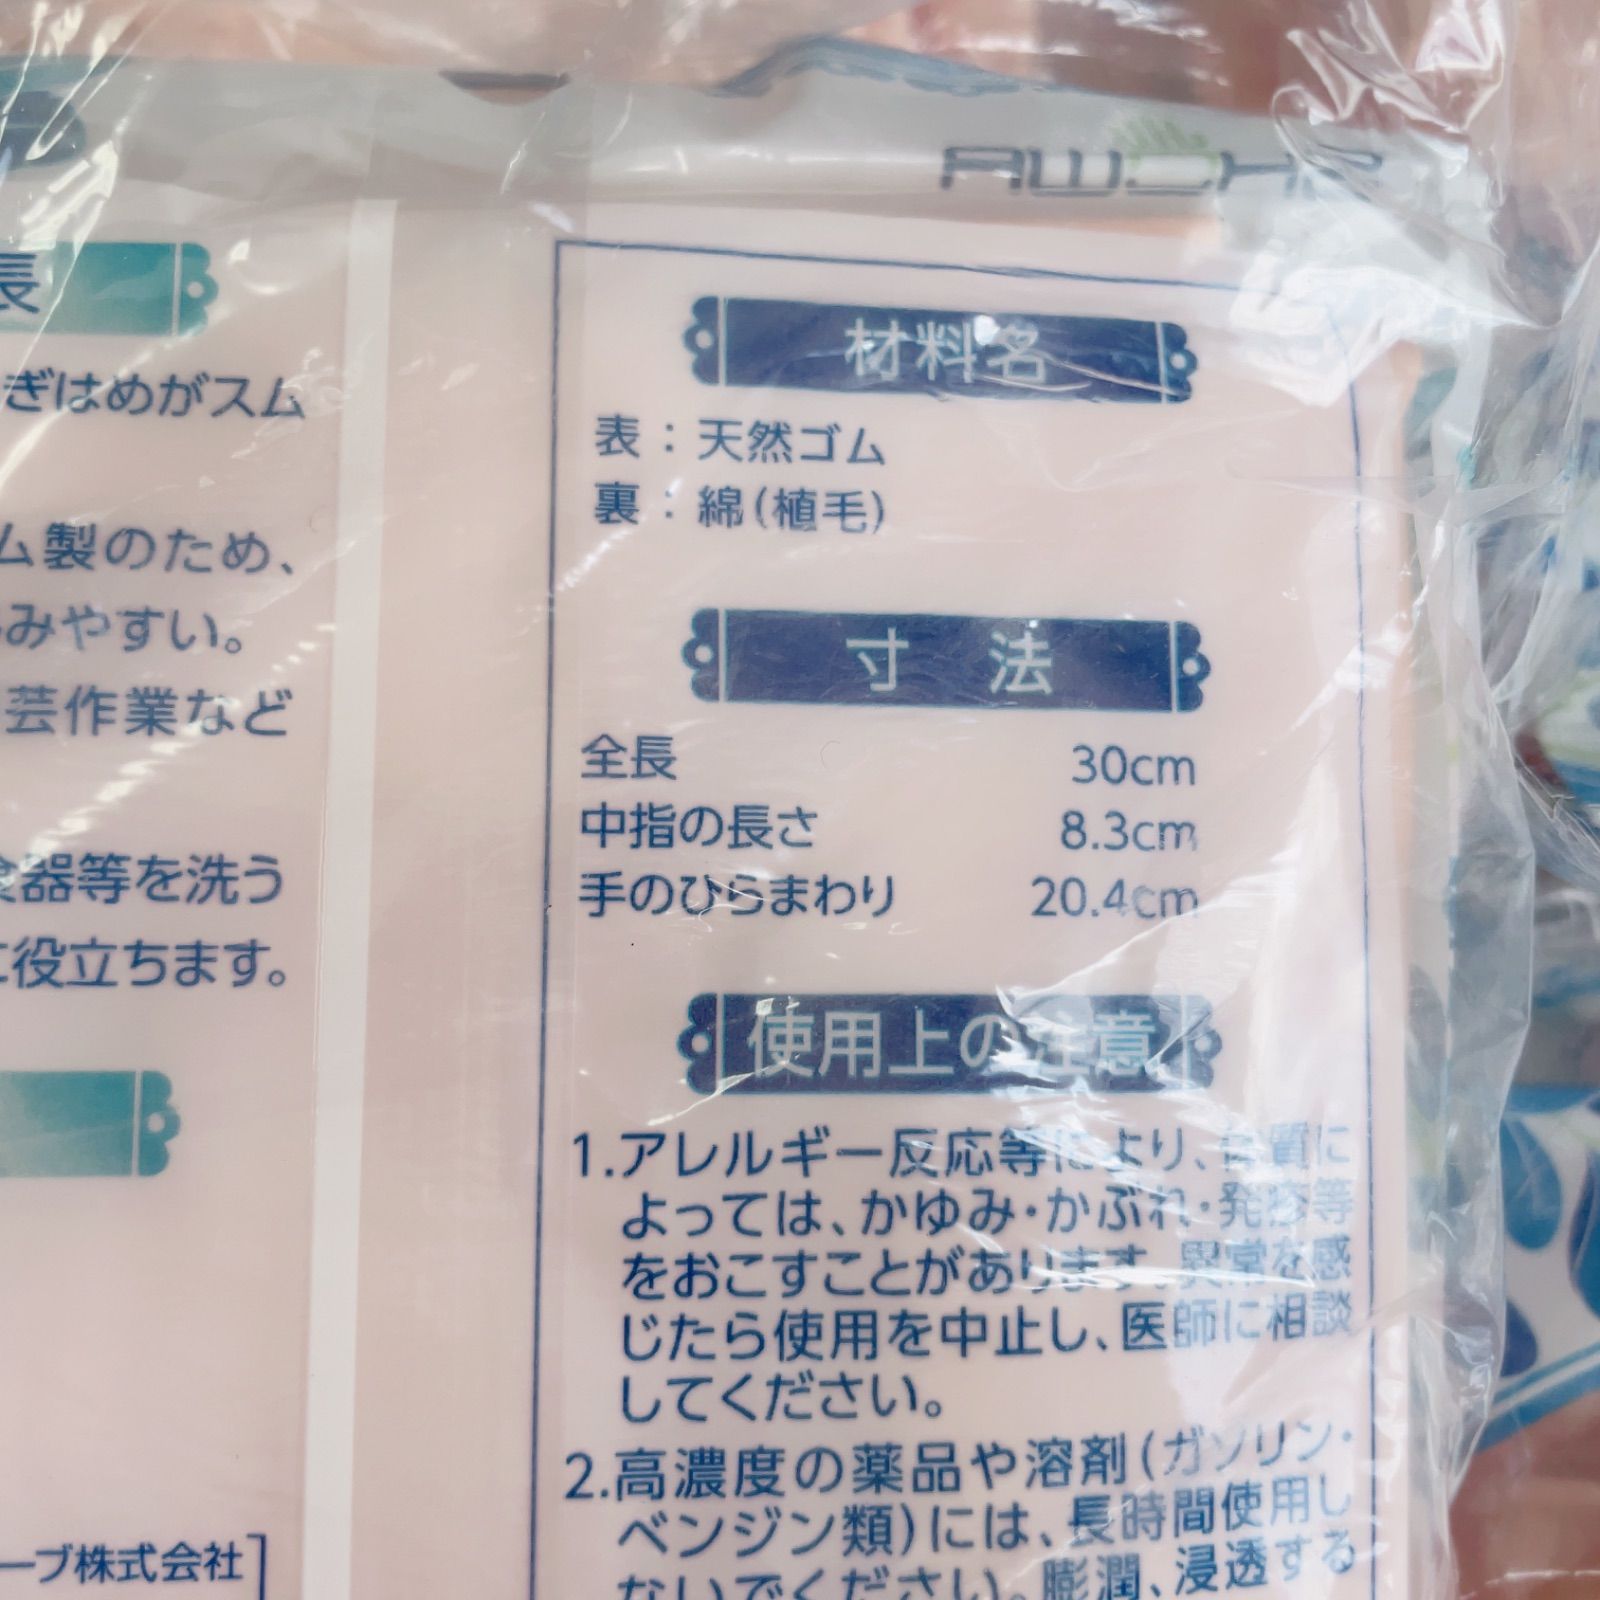 長
ぎはめがスム
ム製のため、
みやすい。
芸作業など
食器等を洗う
に役立ちます。
ーブ株式会社
材料名
表：天然ゴム
裏：綿(植毛)
寸 法
全長 30cm
中指の長さ 8.3cm
手のひらまわり 20.4cm
使用上の注意
1.アレルギー反応等により、体質に
よっては、かゆみ・かぶれ・発疹等
をおこすことがあります。異常を感
じたら使用を中止し、医師に相談
してください。
2.高濃度の薬品や溶剤(ガソリン・
ベンジン類)には、長時間使用し
ないでください。膨潤、浸透する